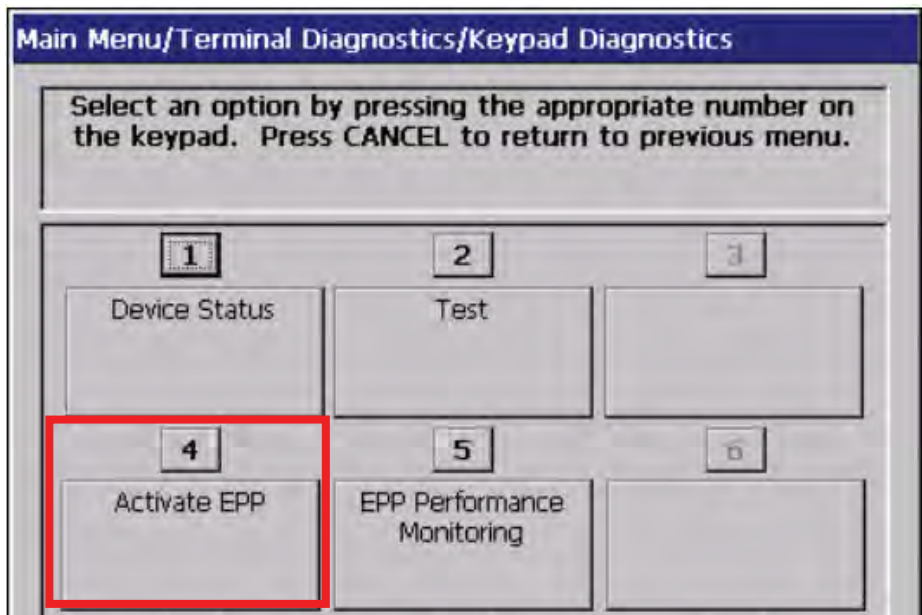 Main Menu/Terminal Diagnostics/Keypad Diagnostics
Select an option by pressing the appropriate number on
the keypad. Press CANCEL to return to previous menu.
1
2
3
Device Status
Test
4
5
6
Activate EPP
EPP Performance
Monitoring